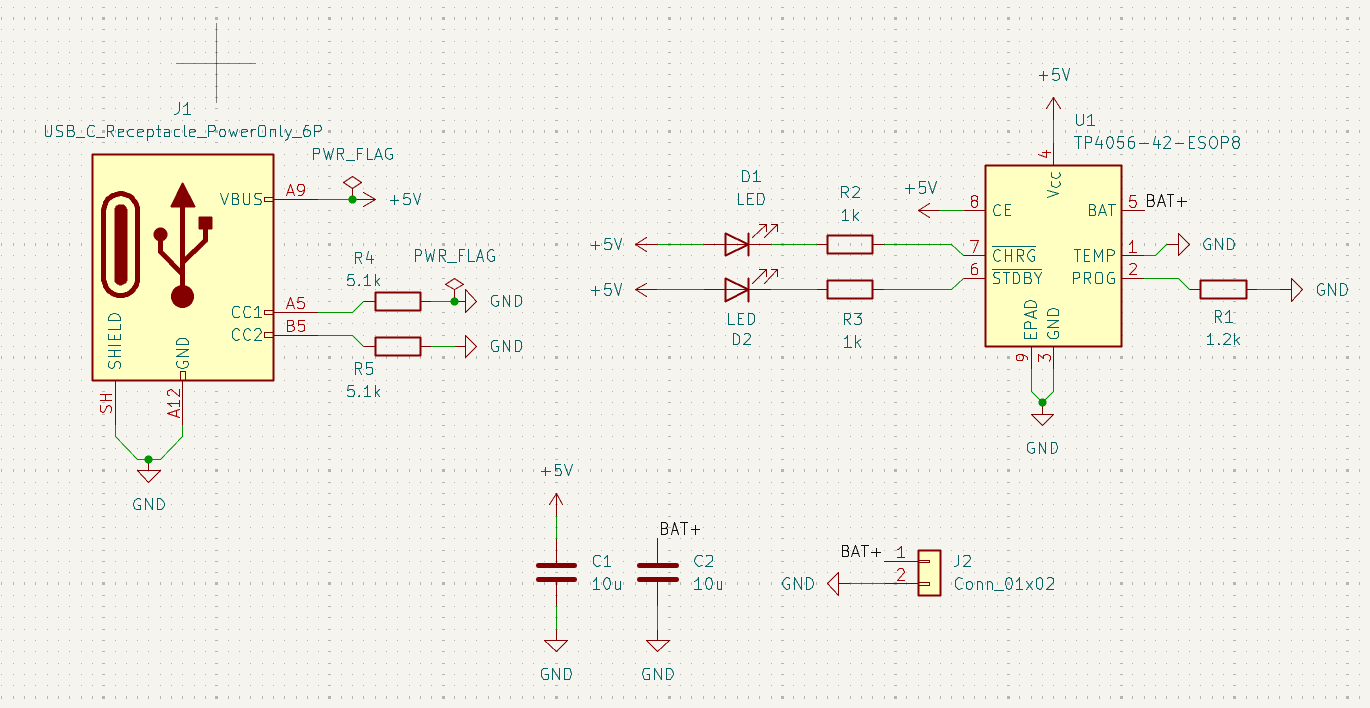 J1
USB_C_Receptacle_PowerOnly_6P
PWR_FLAG
VBUS
A9
+5V
R4
5.1k
PWR_FLAG
CC1
A5
GND
CC2
B5
GND
R5
5.1k
SHIELD
GND
SH
A12
GND
+5V
U1
TP4056-42-ESOP8
4
VCC
D1
LED
R2
1k
+5V
8
CE
BAT
5
BAT+
+5V
7
CHRG
TEMP
1
GND
+5V
6
STDBY
PROG
2
GND
LED
D2
R3
1k
R1
1.2k
EPAD
GND
9
3
GND
+5V
C1
10u
GND
BAT+
C2
10u
GND
BAT+
1
J2
GND
2
Conn_01x02